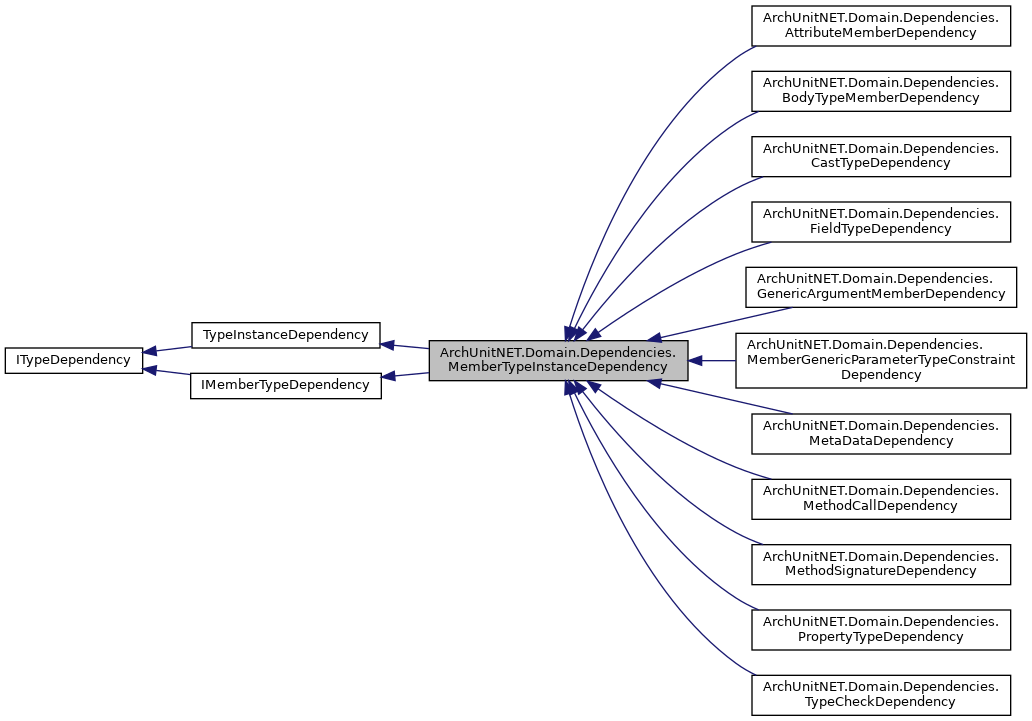 ITypeDependency
TypeInstanceDependency
IMemberTypeDependency
ArchUnitNET.Domain.Dependencies.
MemberTypeInstanceDependency
ArchUnitNET.Domain.Dependencies.
AttributeMemberDependency
ArchUnitNET.Domain.Dependencies.
BodyTypeMemberDependency
ArchUnitNET.Domain.Dependencies.
CastTypeDependency
ArchUnitNET.Domain.Dependencies.
FieldTypeDependency
ArchUnitNET.Domain.Dependencies.
GenericArgumentMemberDependency
ArchUnitNET.Domain.Dependencies.
MemberGenericParameterTypeConstraint
Dependency
ArchUnitNET.Domain.Dependencies.
MetaDataDependency
ArchUnitNET.Domain.Dependencies.
MethodCallDependency
ArchUnitNET.Domain.Dependencies.
MethodSignatureDependency
ArchUnitNET.Domain.Dependencies.
PropertyTypeDependency
ArchUnitNET.Domain.Dependencies.
TypeCheckDependency